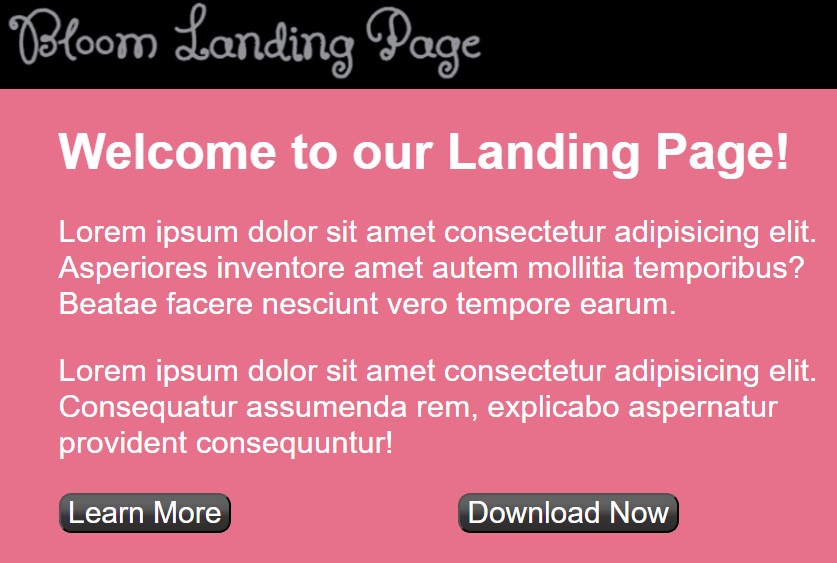 Bloom Landing Page
Welcome to our Landing Page!
Lorem ipsum dolor sit amet consectetur adipisicing elit.
Asperiores inventore amet autem mollitia temporibus?
Beatae facere nesciunt vero tempore earum.
Lorem ipsum dolor sit amet consectetur adipisicing elit.
Consequatur assumenda rem, explicabo aspernatur
provident consequuntur!
Learn More
Download Now